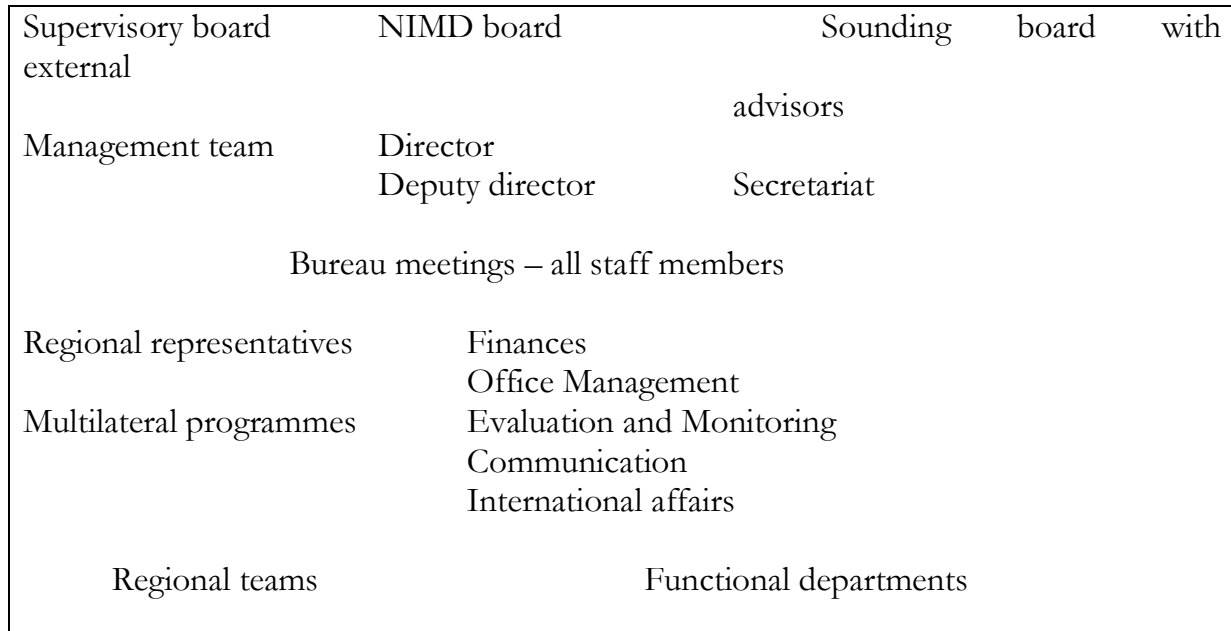 Supervisory board NIMD board Sounding board with
external
advisors
Management team Director
Deputy director Secretariat
Bureau meetings – all staff members
Regional representatives Finances
Office Management
Multilateral programmes Evaluation and Monitoring
Communication
International affairs
Regional teams Functional departments